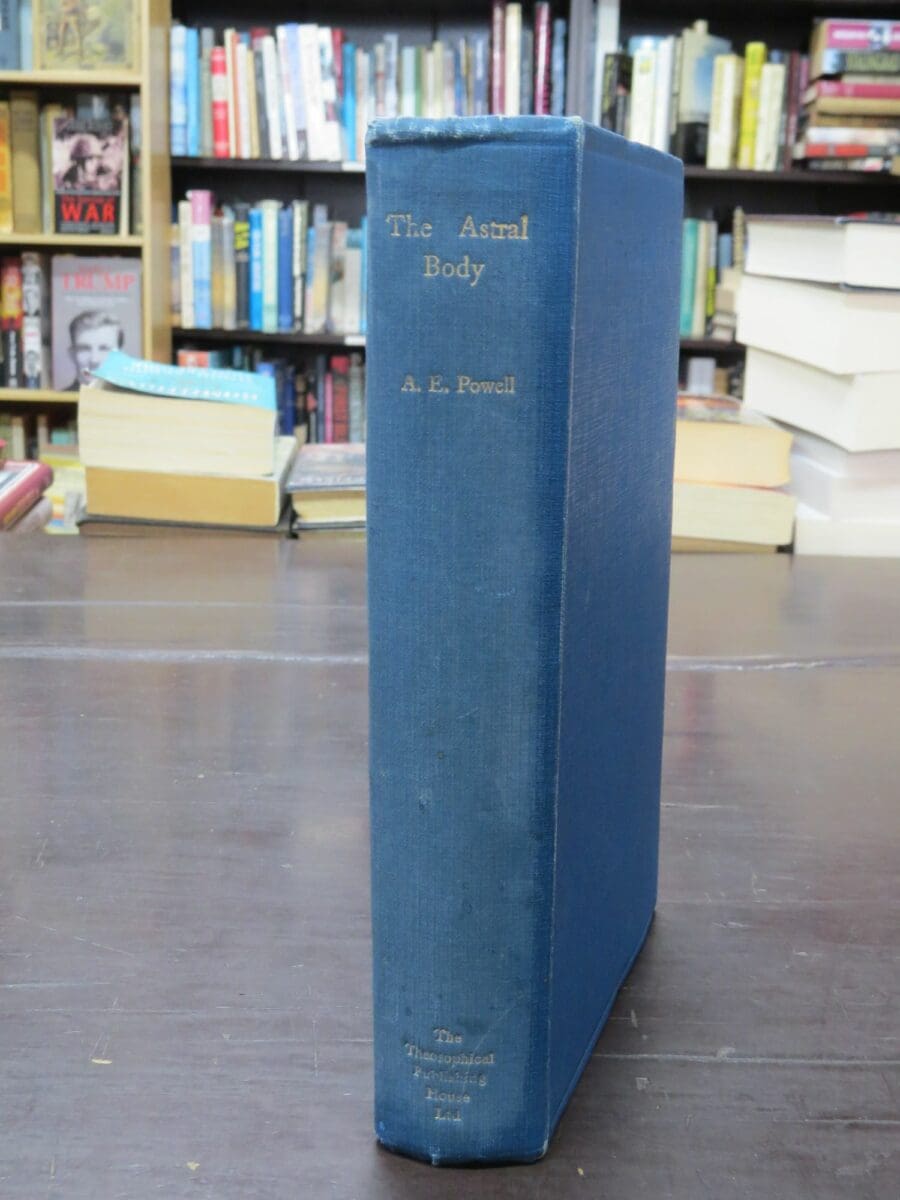 The Astral
Body
A. E. Powell
The
Theosophical
Publishing
House
Ltd
WAR
TRUMP